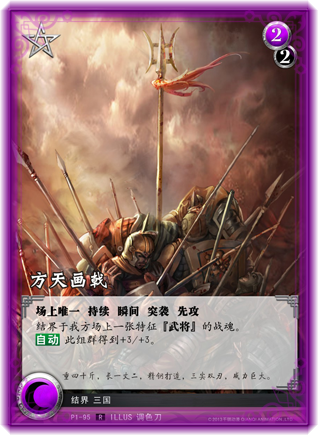 2
2
方天画戟
场上唯一 持续 瞬间 突袭 先攻
结界于我方场上一张特征『武将』的战魂。
自动 此组群得到+3/+3。
重四十斤,长一丈二,镔钢打造,三尖双刃,威力巨大。
结界 三国
P1-95 R ILLUS 调色刀